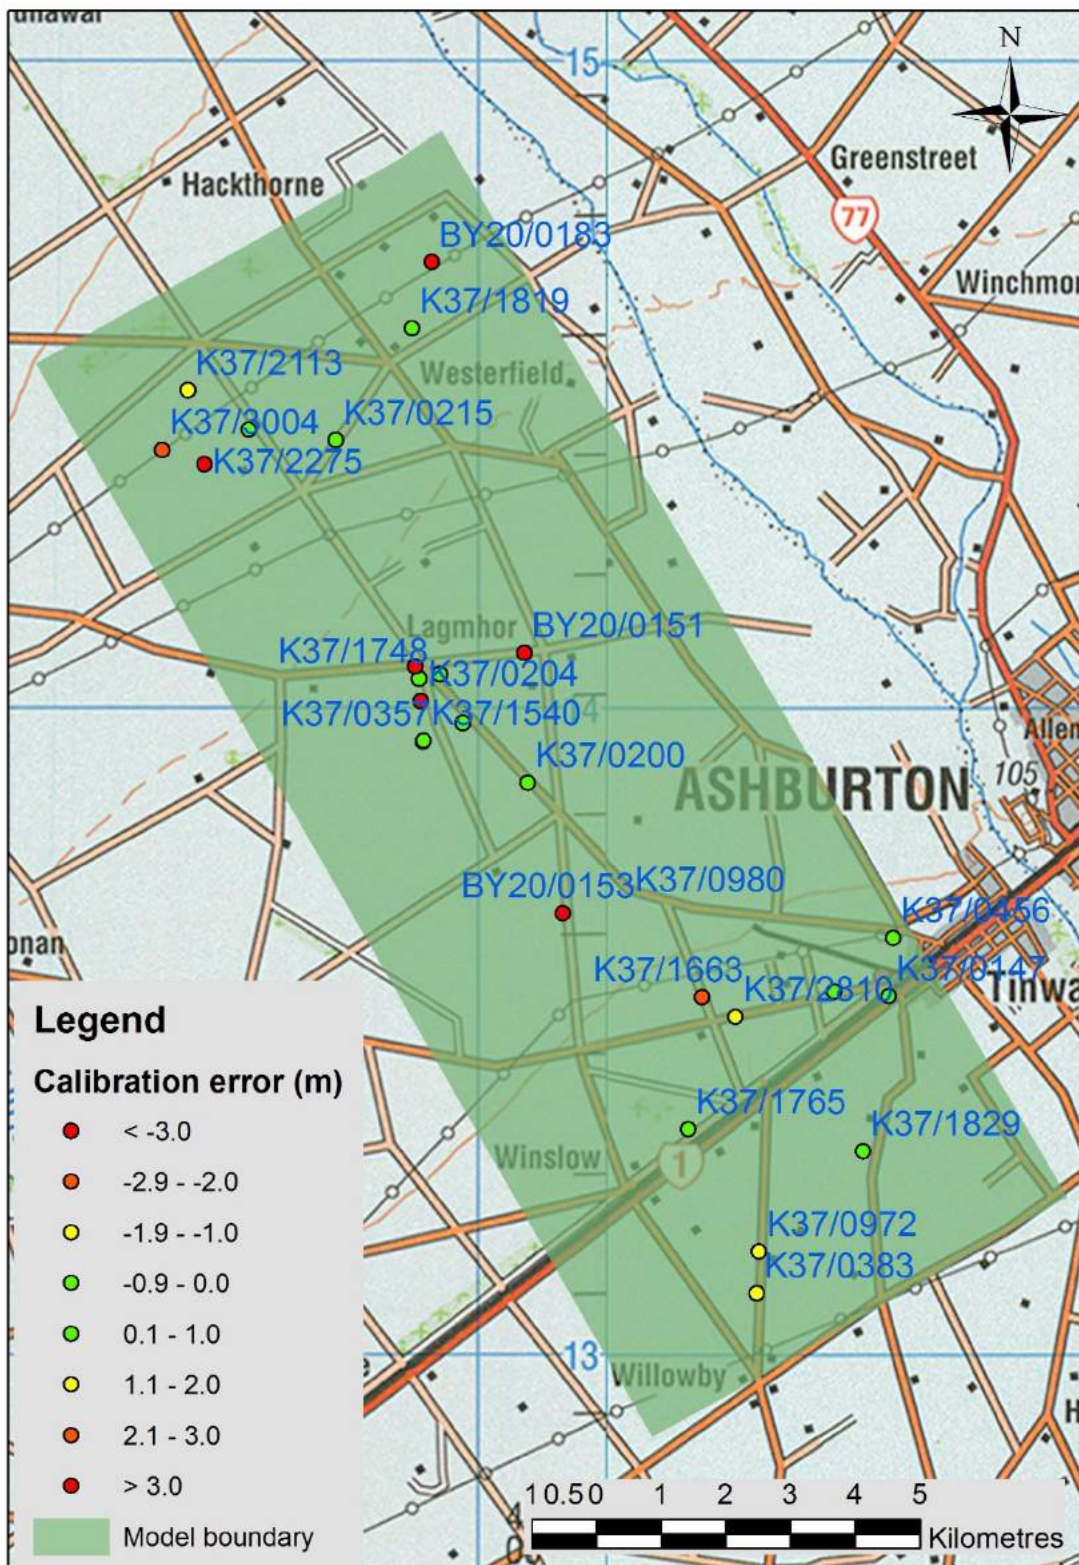 15
N
Hackthorne
Greenstreet
77
BY20/0183
Winchmor
K37/1819
K37/2113
Westerfield
K37/3004
K37/0215
K37/2275
Lagmhor
BY20/0151
K37/1748
K37/0204
K37/0357
K37/1540
4
Allen
K37/0200
ASHBURTON
105
BY20/0153
K37/0980
K37/0456
onan
K37/1663
K37/2810
K37/0147
Tinwa
Legend
Calibration error (m)
< -3.0
-2.9 - -2.0
-1.9 - -1.0
-0.9 - 0.0
0.1 - 1.0
1.1 - 2.0
2.1 - 3.0
> 3.0
Model boundary
K37/1765
K37/1829
Winslow
1
K37/0972
K37/0383
13
Willowby
H
1 0.5 0 1 2 3 4 5
Kilometres